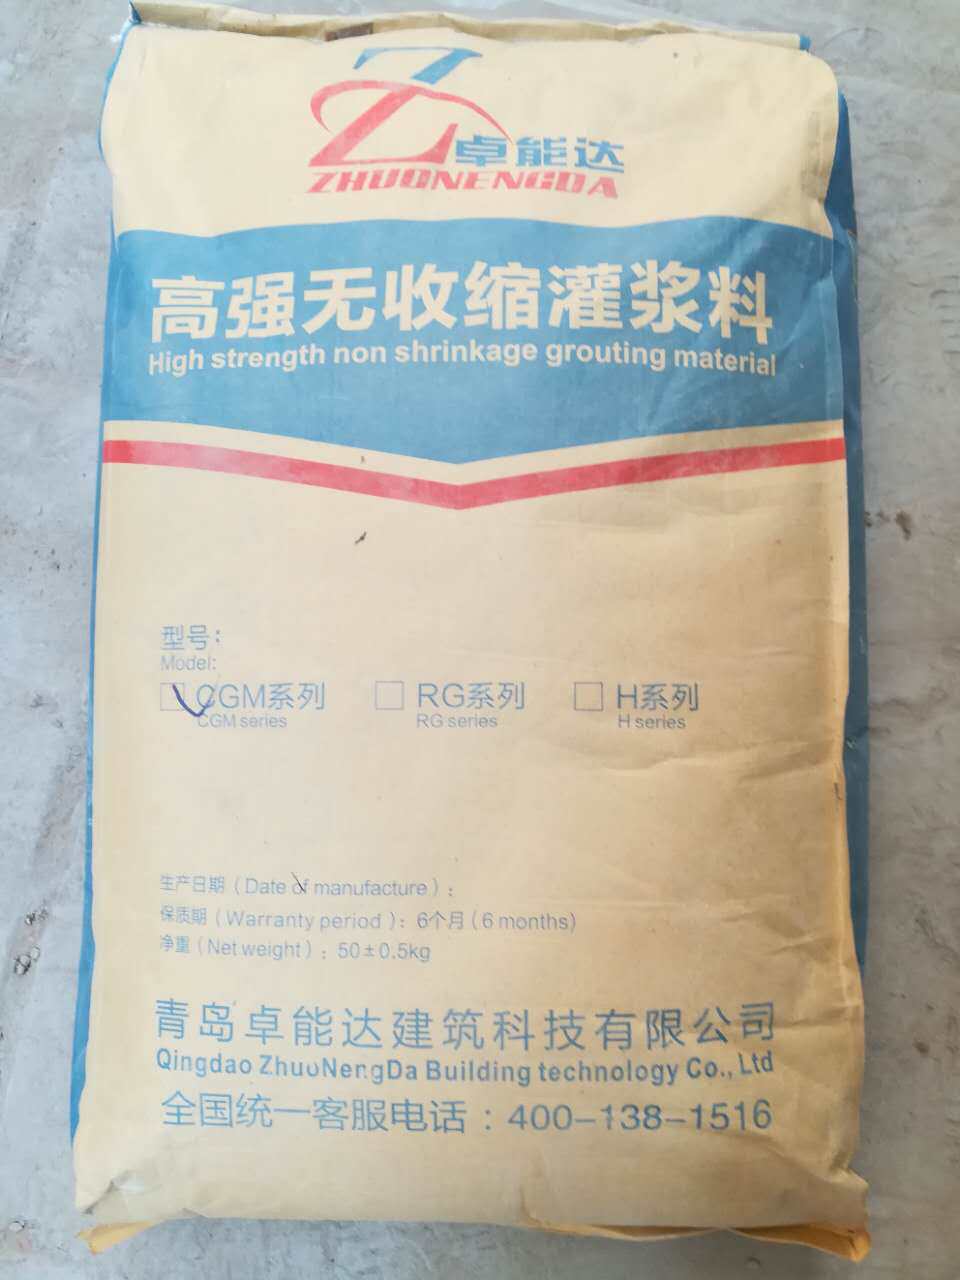 Z卓能达
ZHUONENGDA
高强无收缩灌浆料
High strength non shrinkage grouting material
型号：
Model:
CGM系列 RG系列 H系列
CGM series RG series H series
生产日期（Date of manufacture）：
保质期（Warranty period）：6个月（6 months）
净重（Net weight）：50±0.5kg
青岛卓能达建筑科技有限公司
Qingdao ZhuoNengDa Building technology Co., Ltd
全国统一客服电话：400-138-1516